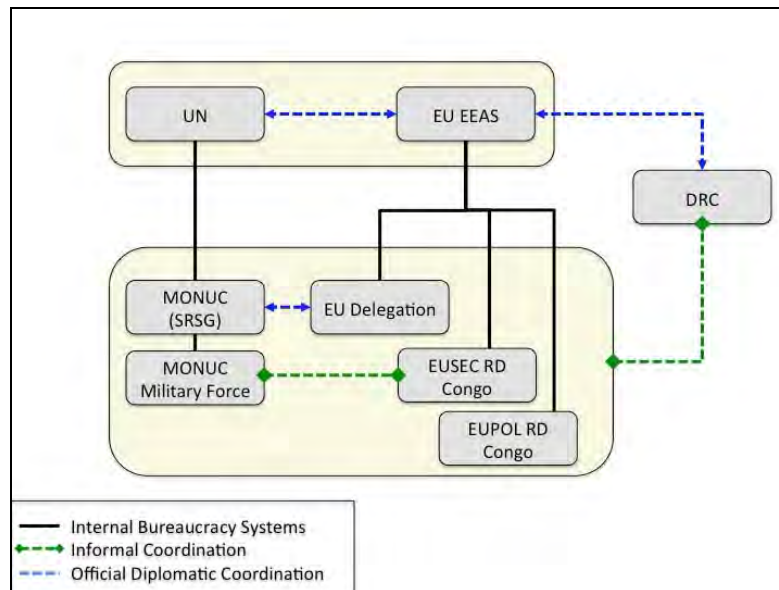 UN
EU EEAS
DRC
MONUC
(SRSG)
EU Delegation
MONUC
Military Force
EUSEC RD
Congo
EUPOL RD
Congo
Internal Bureaucracy Systems
Informal Coordination
Official Diplomatic Coordination